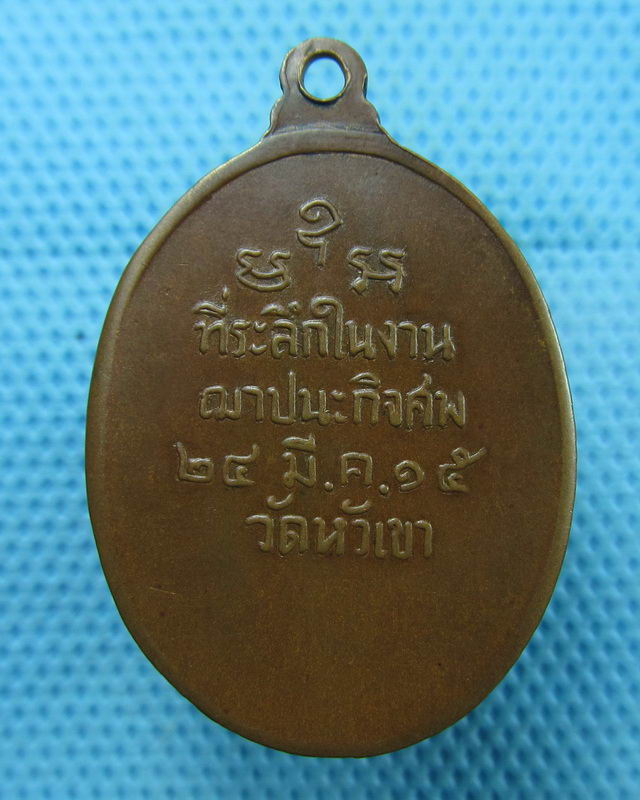 ที่ระลึกในงาน
ฌาปนะกิจศพ
๒๔ มี.ค.๑๕
วัดหัวเขา